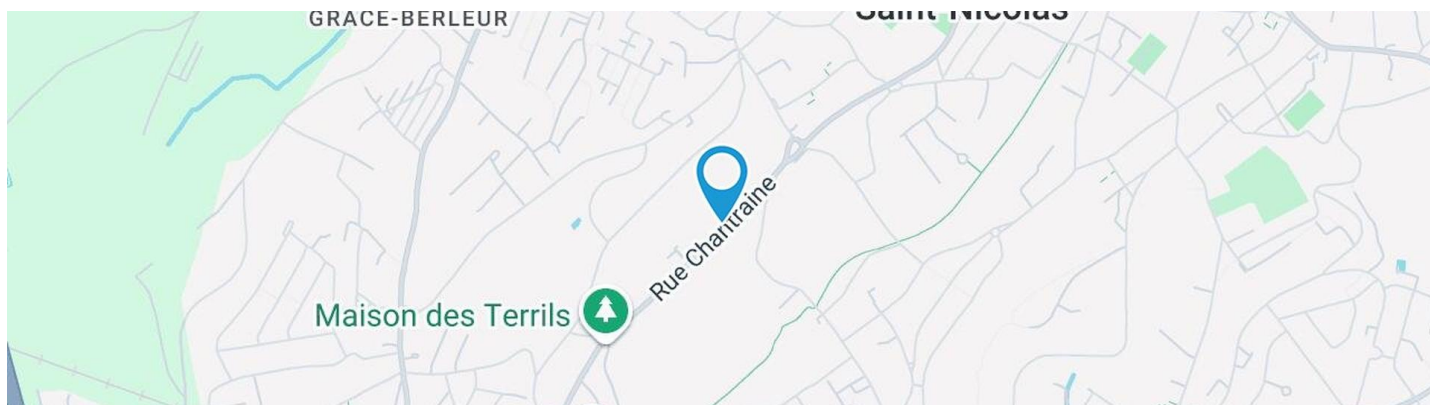 GRACE-BERLEUR
Saint-Nicolas
Rue Chantraine
Maison des Terrils